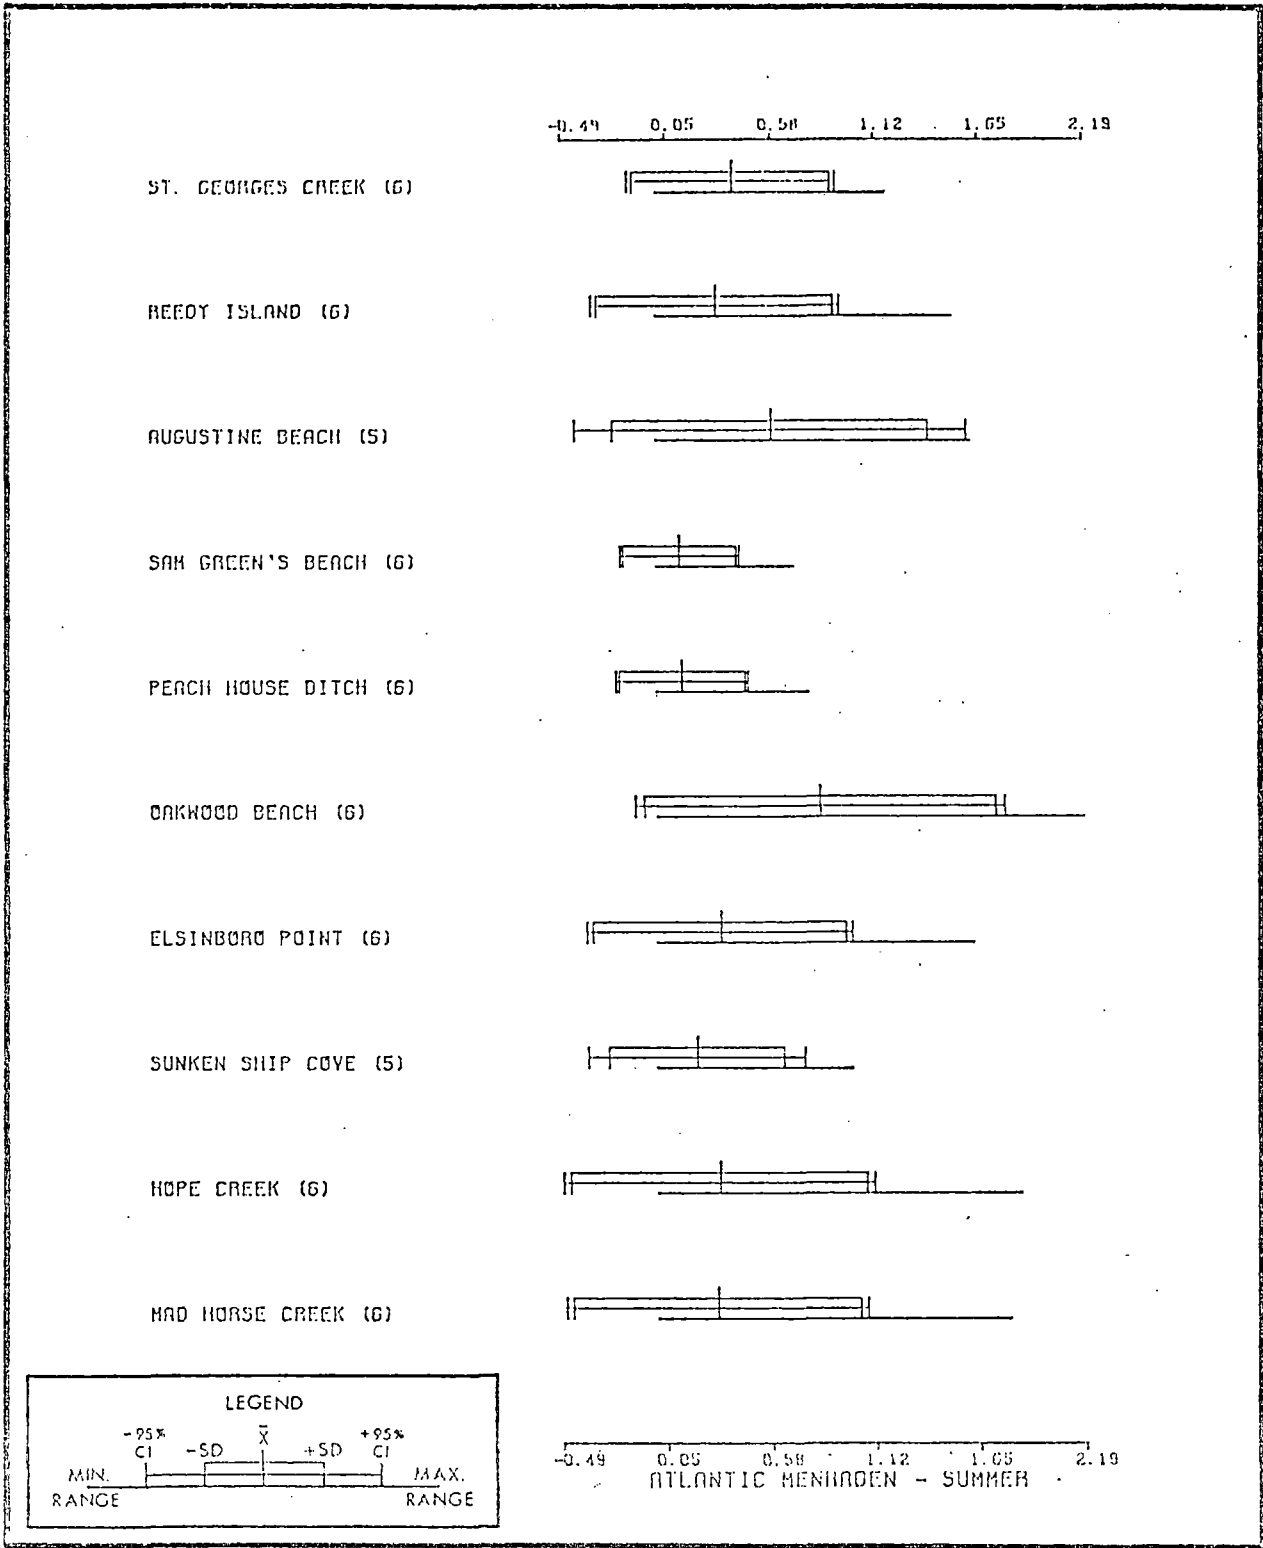 -0.49 0.05 0.58 1.12 1.65 2.19
ST. GEORGES CREEK (6)
REEDY ISLAND (6)
AUGUSTINE BEACH (5)
SAM GREEN'S BEACH (6)
PEACH HOUSE DITCH (6)
OAKWOOD BEACH (6)
ELSINBORO POINT (6)
SUNKEN SHIP COVE (5)
HOPE CREEK (6)
MAD HORSE CREEK (6)
LEGEND
-95% CI -SD X̄ +SD +95% CI
MIN. RANGE MAX. RANGE
-0.49 0.05 0.58 1.12 1.65 2.19
ATLANTIC MENHADEN - SUMMER